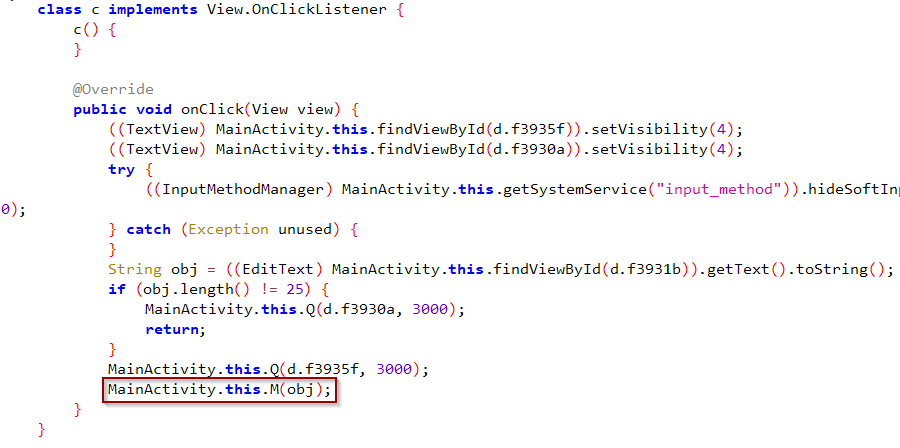 class c implements View.OnClickListener {
c() {
}
@Override
public void onClick(View view) {
((TextView) MainActivity.this.findViewById(d.f3935f)).setVisibility(4);
((TextView) MainActivity.this.findViewById(d.f3930a)).setVisibility(4);
try {
((InputMethodManager) MainActivity.this.getSystemService("input_method")).hideSoftInp
0);
} catch (Exception unused) {
}
String obj = ((EditText) MainActivity.this.findViewById(d.f3931b)).getText().toString();
if (obj.length() != 25) {
MainActivity.this.Q(d.f3930a, 3000);
return;
}
MainActivity.this.Q(d.f3935f, 3000);
MainActivity.this.M(obj);
}
}